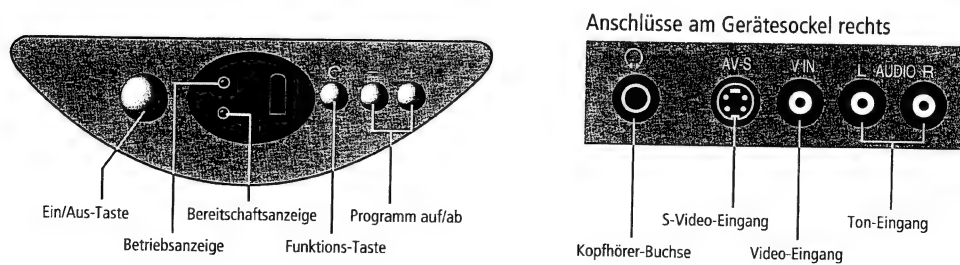 Ein/Aus-Taste
Betriebsanzeige
Bereitschaftsanzeige
Funktions-Taste
Programm auf/ab
Anschlüsse am Gerätesockel rechts
AV-S
V IN
L AUDIO R
Kopfhörer-Buchse
S-Video-Eingang
Video-Eingang
Ton-Eingang